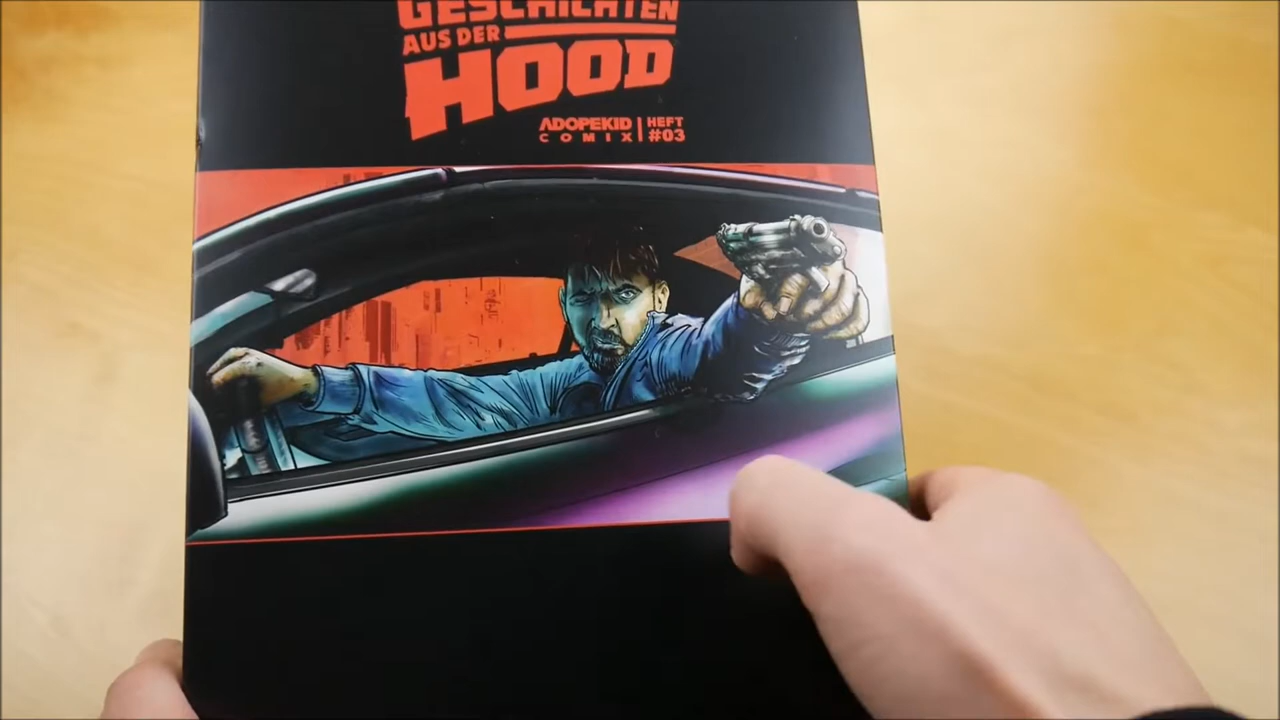 GESCHICHTEN
AUS DER
HOOD
ADOPEKID COMIX | HEFT #03